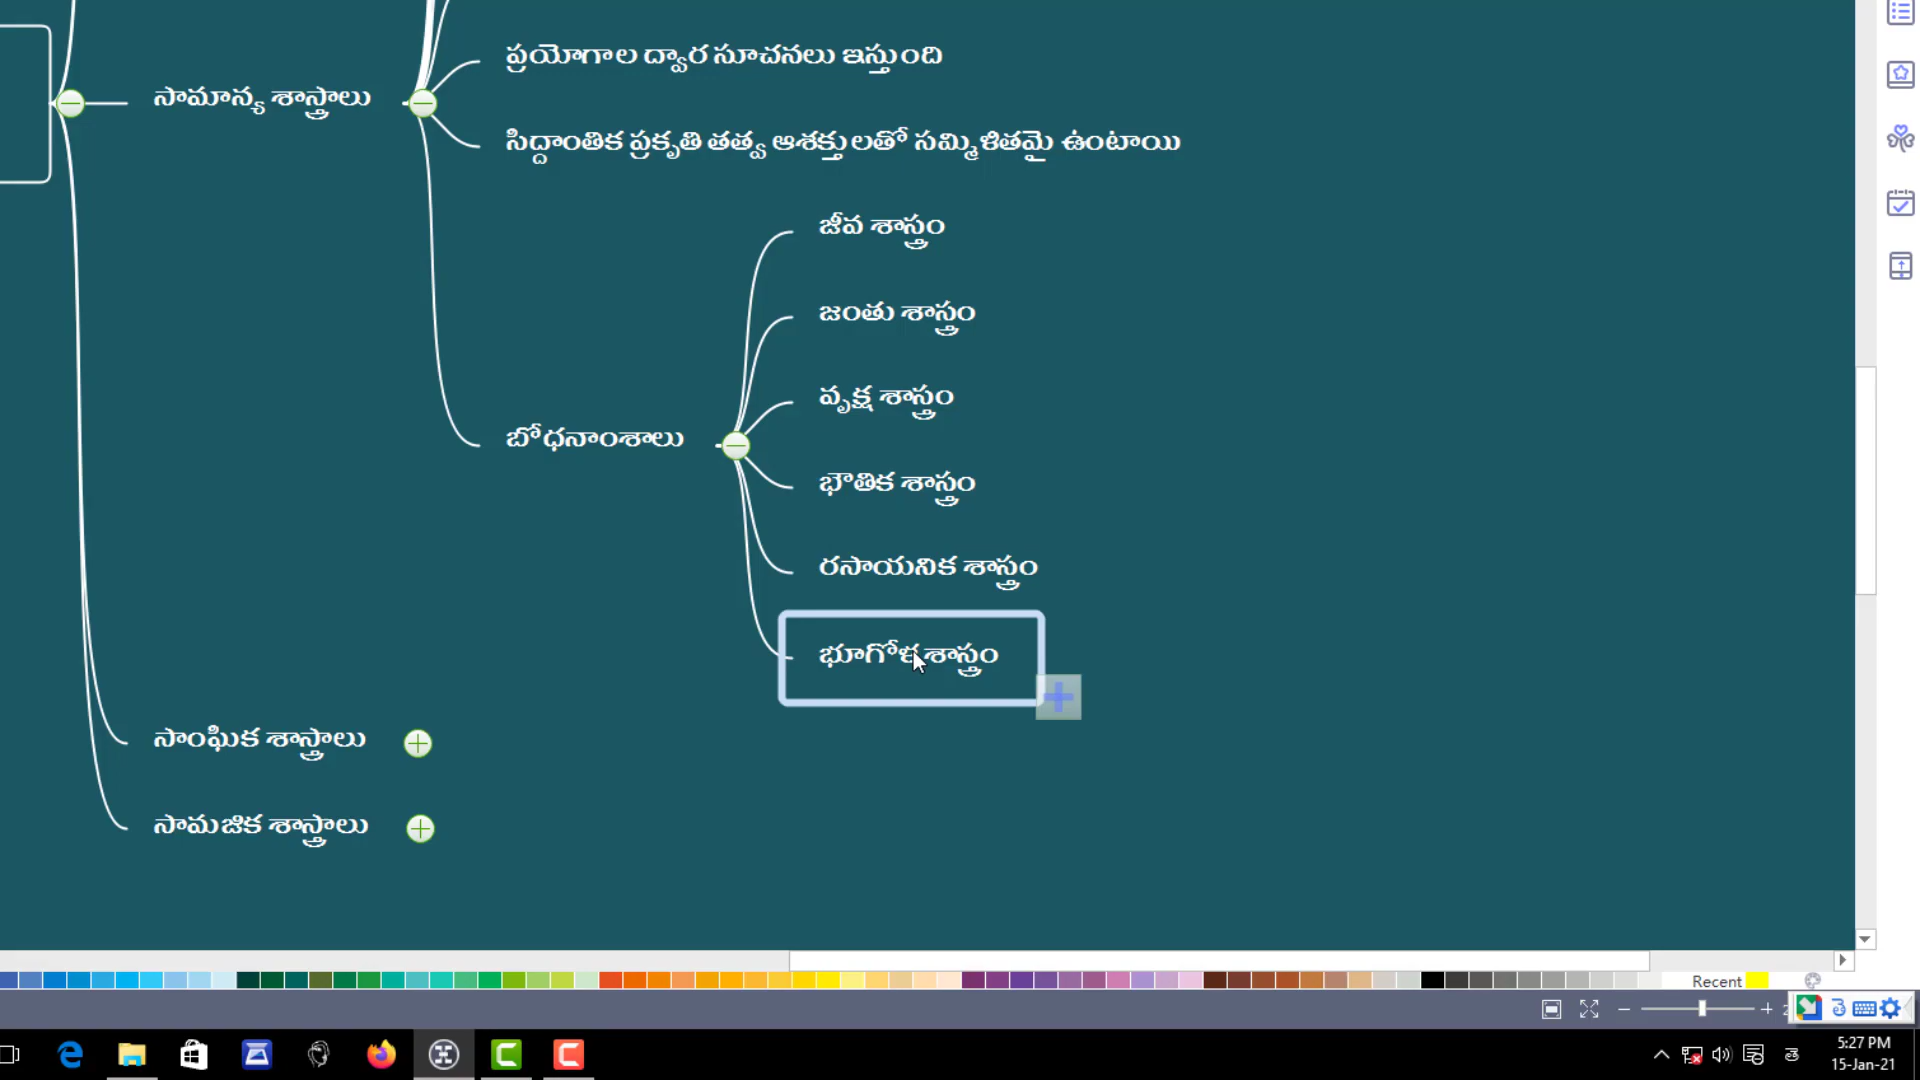 ప్రయోగాల ద్వార సూచనలు ఇస్తుంది
సామాన్య శాస్త్రాలు
సిద్దాంతిక ప్రకృతి తత్వ ఆశక్తులతో సమ్మిళితమై ఉంటాయి
జీవ శాస్త్రం
జంతు శాస్త్రం
వృక్ష శాస్త్రం
బోధనాంశాలు
భౌతిక శాస్త్రం
రసాయనిక శాస్త్రం
భూగోళశాస్త్రం
సాంఘిక శాస్త్రాలు
సామజిక శాస్త్రాలు
Recent
5:27 PM
15-Jan-21